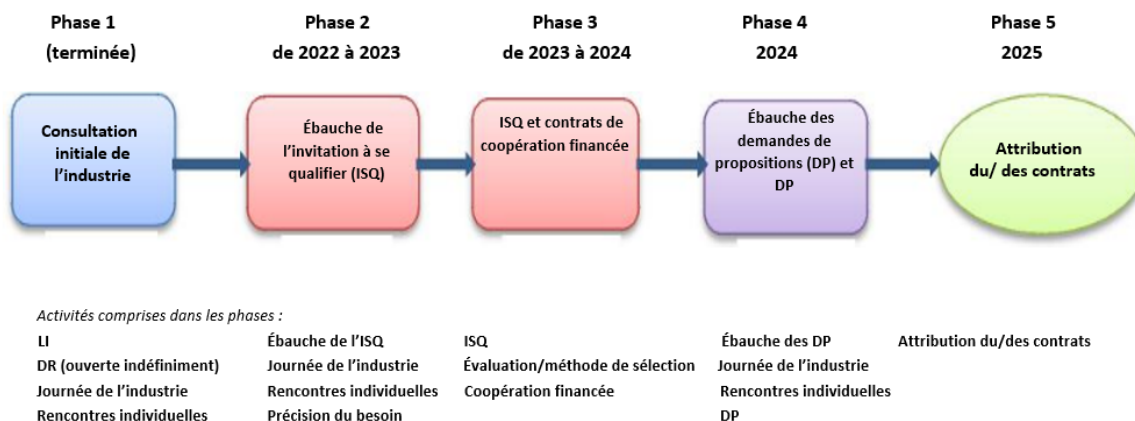 Phase 1
(terminée)
Phase 2
de 2022 à 2023
Phase 3
de 2023 à 2024
Phase 4
2024
Phase 5
2025
Consultation
initiale de
l'industrie
Ébauche de
l'invitation à se
qualifier (ISQ)
ISQ et contrats de
coopération financée
Ébauche des
demandes de
propositions (DP) et
DP
Attribution
du/ des contrats
Activités comprises dans les phases :
LI
DR (ouverte indéfiniment)
Journée de l'industrie
Rencontres individuelles
Ébauche de l'ISQ
Journée de l'industrie
Rencontres individuelles
Précision du besoin
ISQ
Évaluation/méthode de sélection
Coopération financée
Ébauche des DP
Journée de l'industrie
Rencontres individuelles
DP
Attribution du/des contrats